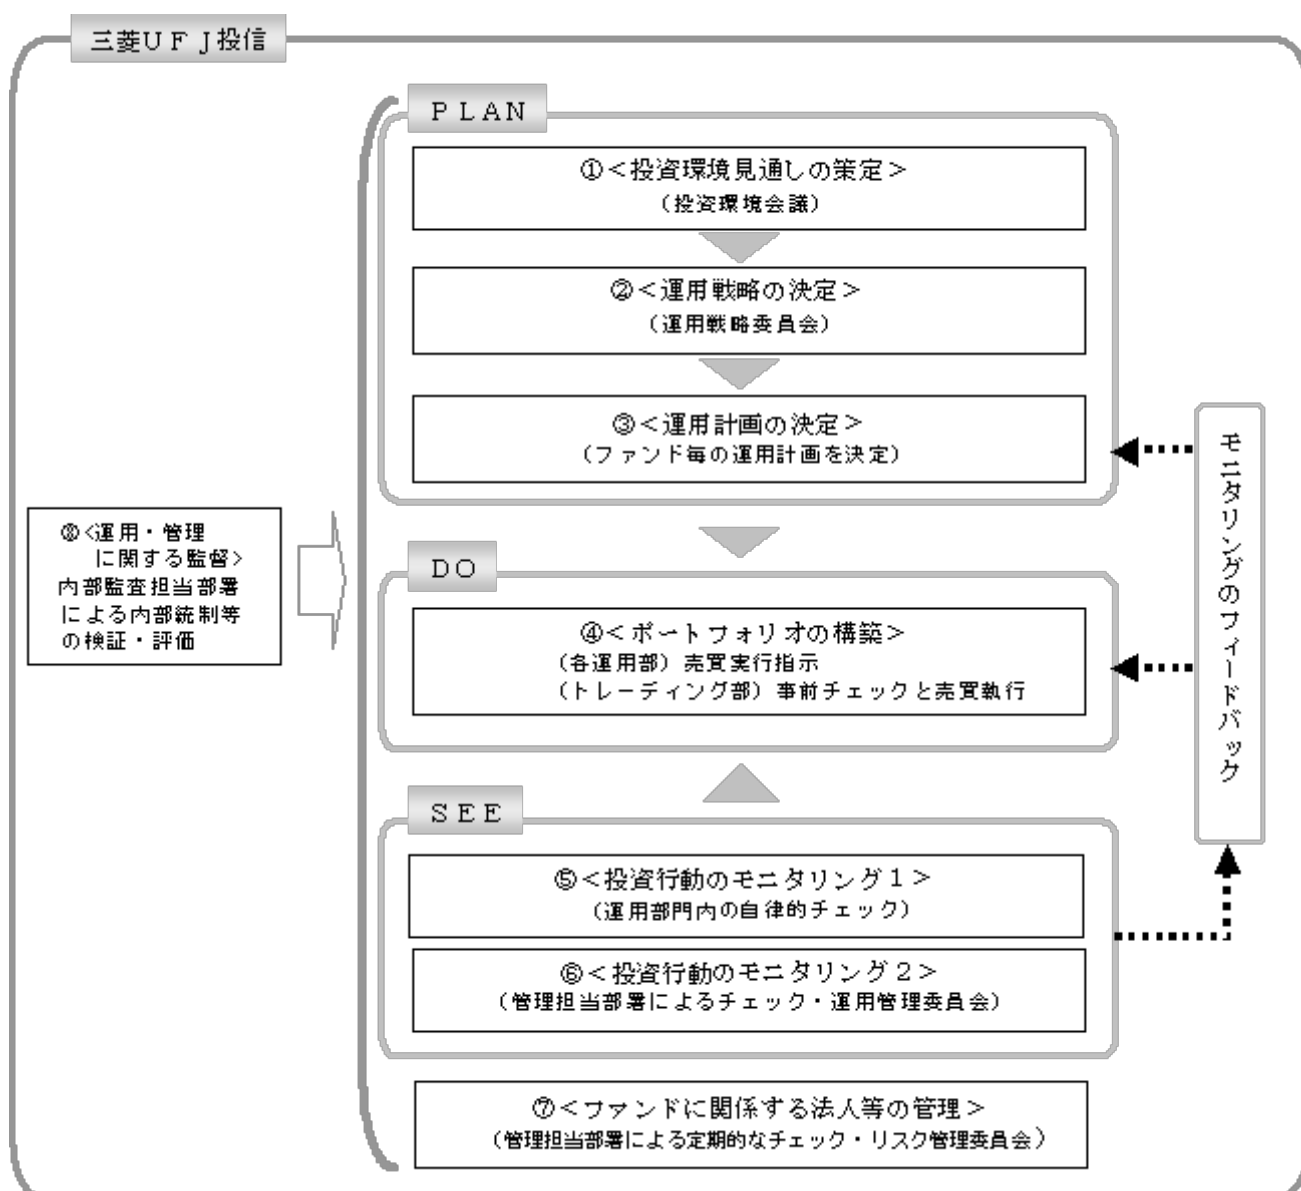 三菱UFJ投信
PLAN
①<投資環境見通しの策定>
(投資環境会議)
②<運用戦略の決定>
(運用戦略委員会)
③<運用計画の決定>
(ファンド毎の運用計画を決定)
⑧<運用・管理
に関する監督>
内部監査担当部署
による内部統制等
の検証・評価
DO
④<ポートフォリオの構築>
(各運用部)売買実行指示
(トレーディング部)事前チェックと売買執行
SEE
⑤<投資行動のモニタリング1>
(運用部門内の自律的チェック)
⑥<投資行動のモニタリング2>
(管理担当部署によるチェック・運用管理委員会)
⑦<ファンドに関係する法人等の管理>
(管理担当部署による定期的なチェック・リスク管理委員会)
モニタリングのフィードバック